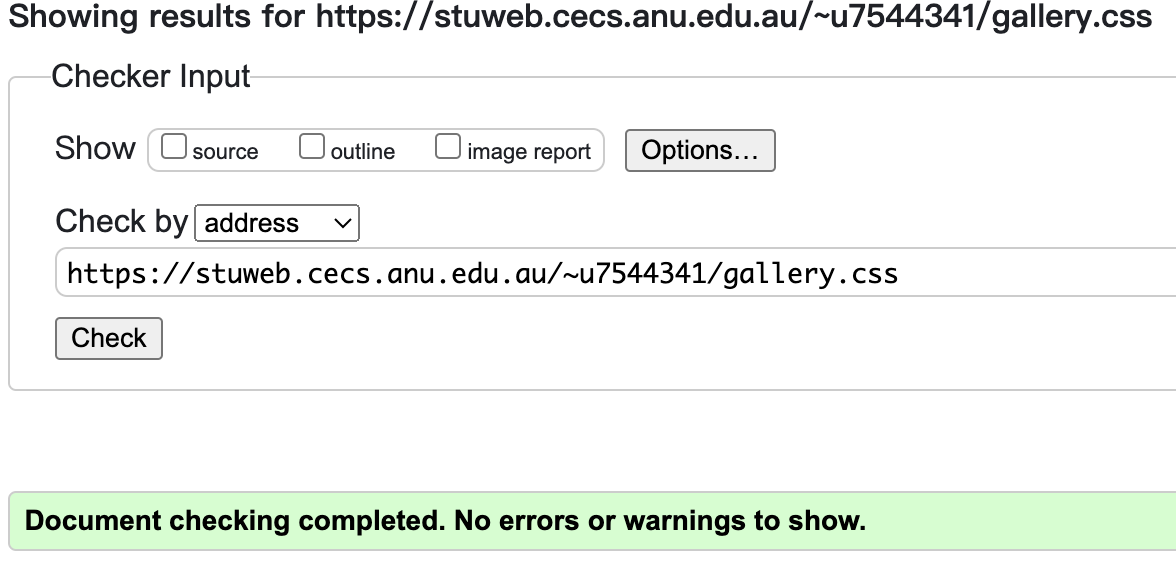 Showing results for https://stuweb.cecs.anu.edu.au/~u7544341/gallery.css
Checker Input
Show source outline image report Options...
Check by address
https://stuweb.cecs.anu.edu.au/~u7544341/gallery.css
Check
Document checking completed. No errors or warnings to show.